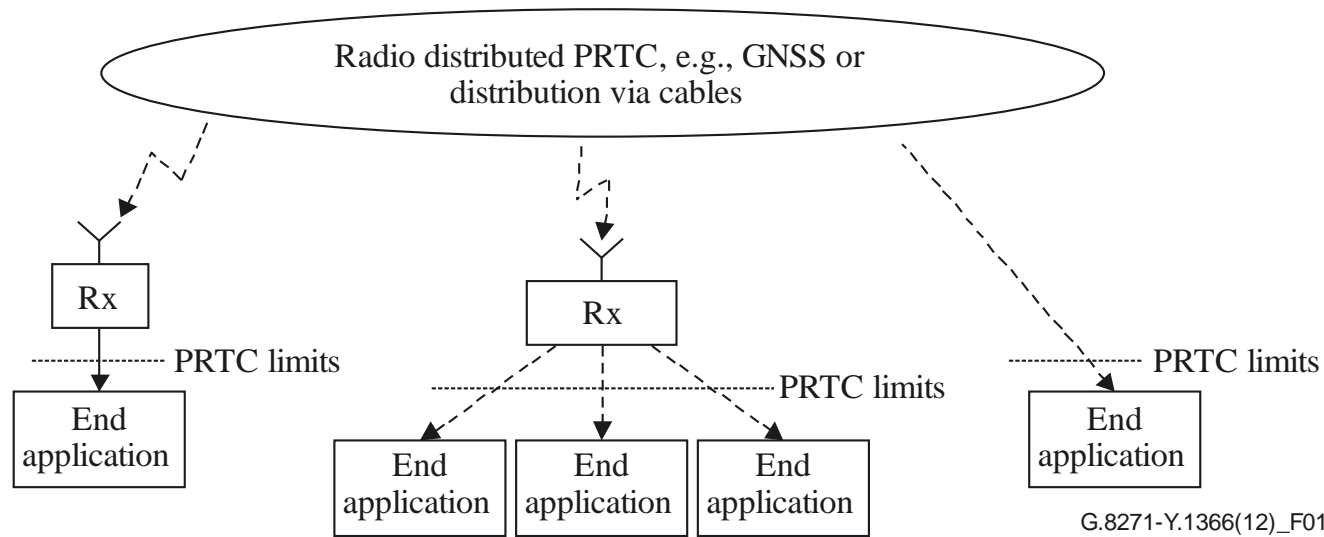 Radio distributed PRTC, e.g., GNSS or
distribution via cables
Rx
Rx
PRTC limits
PRTC limits
PRTC limits
End
application
End
application
End
application
End
application
End
application
G.8271-Y.1366(12)_F01